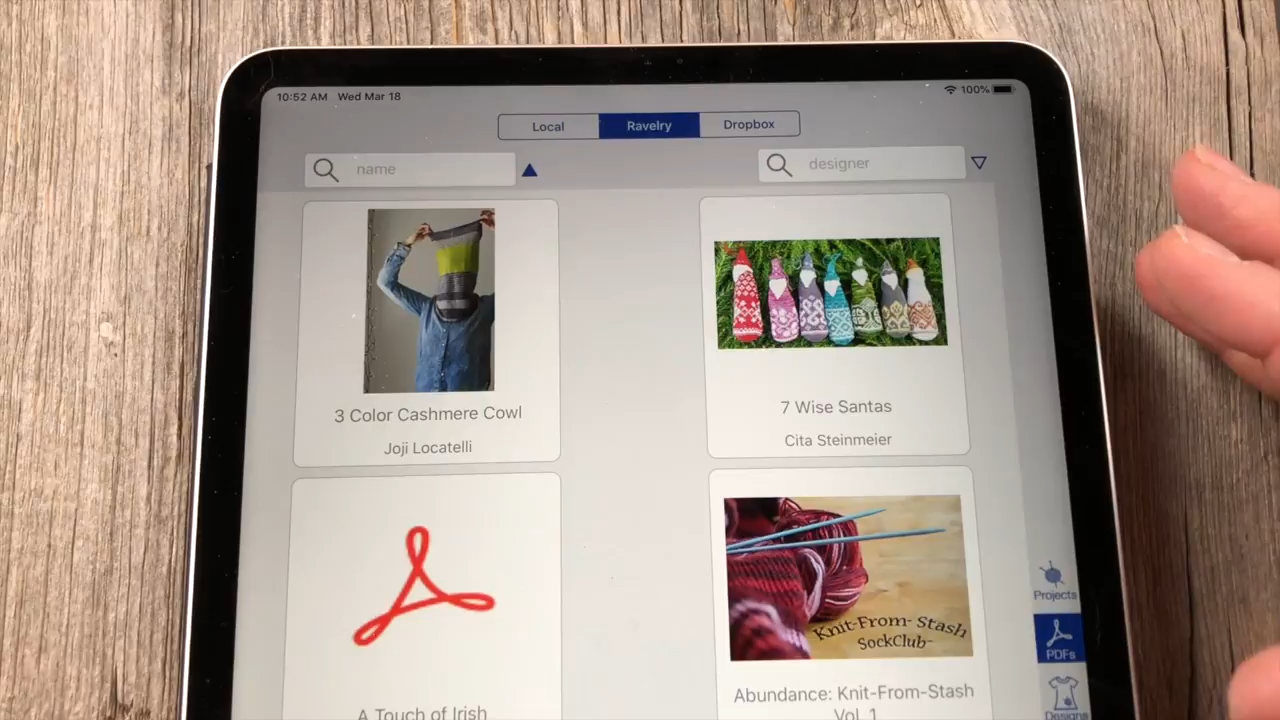 10:52 AM Wed Mar 18
100%
Local
Ravelry
Dropbox
name
designer
3 Color Cashmere Cowl
Joji Locatelli
7 Wise Santas
Cita Steinmeier
Knit-From- Stash
SockClub-
A Touch of Irish
Abundance: Knit-From-Stash
Vol. 1
Projects
PDFs
Designs